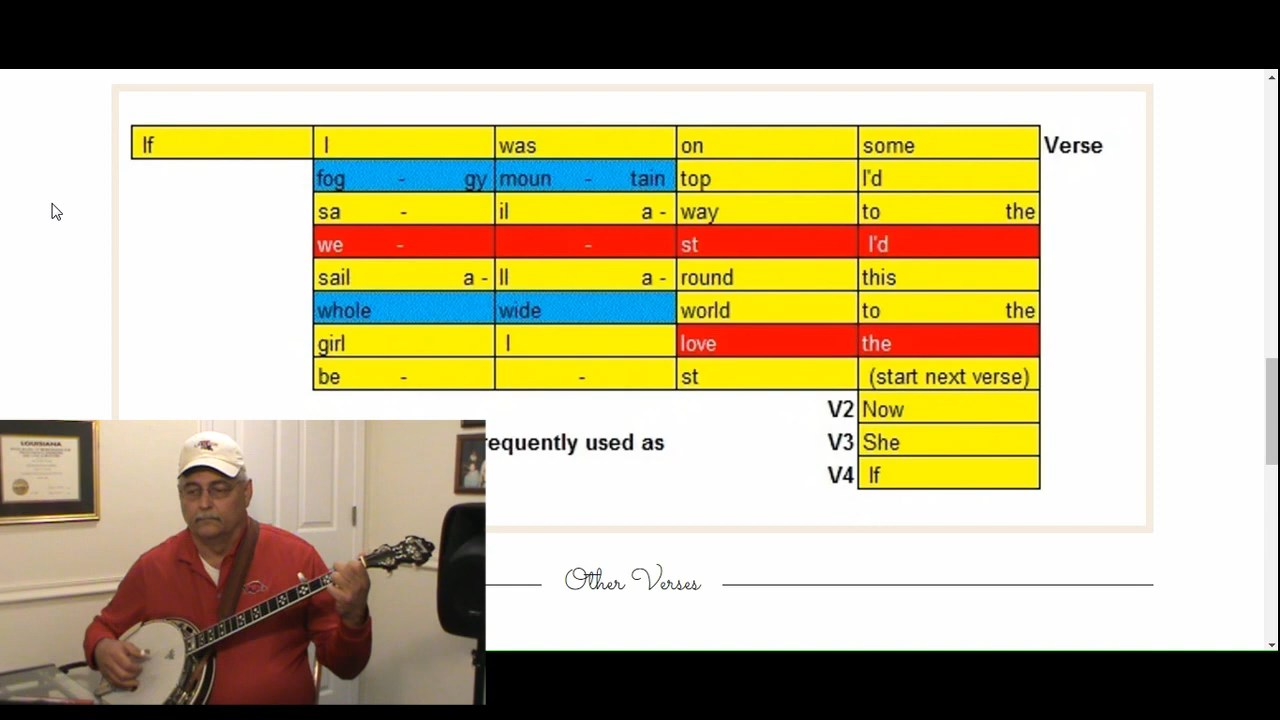 If I was on some Verse
fog - gy moun - tain top I'd
sa - il a - way to the
we - - st I'd
sail a - ll a - round this
whole wide world to the
girl I love the
be - - st (start next verse)
V2 Now
requently used as V3 She
V4 If
Other Verses
LOUISIANA